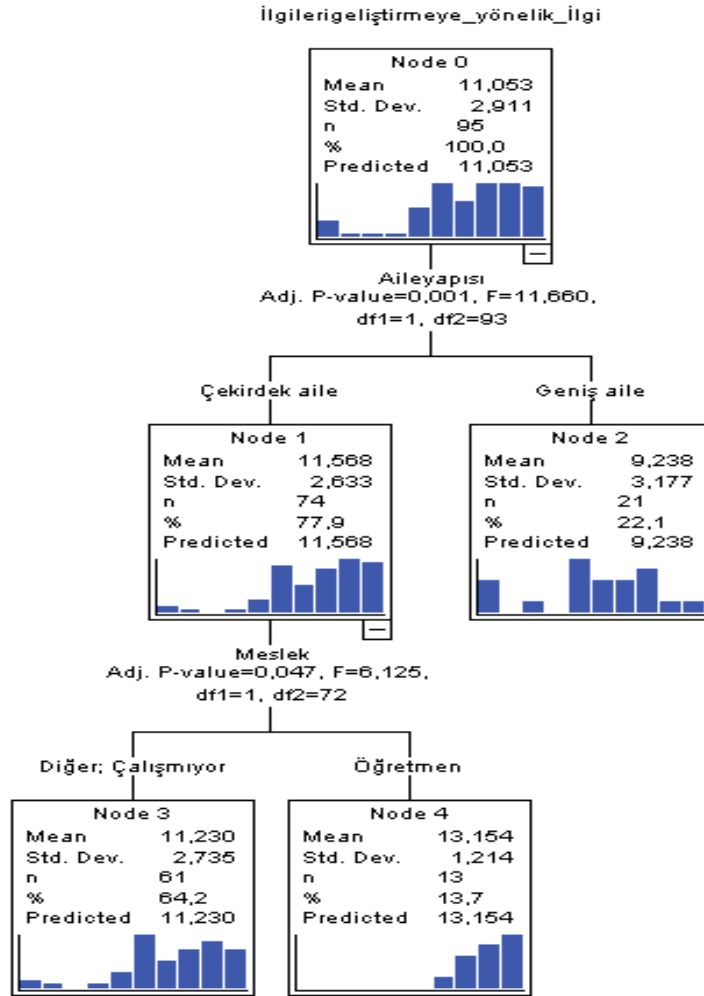 İlgilerigeliştirmeye_yönelik_İlgi
Node 0
Mean 11,053
Std. Dev. 2,911
n 95
% 100,0
Predicted 11,053
Aileyapısı
Adj. P-value=0,001, F=11,660,
df1=1, df2=93
Çekirdek aile
Geniş aile
Node 1
Mean 11,568
Std. Dev. 2,633
n 74
% 77,9
Predicted 11,568
Node 2
Mean 9,238
Std. Dev. 3,177
n 21
% 22,1
Predicted 9,238
Meslek
Adj. P-value=0,047, F=6,125,
df1=1, df2=72
Diğer; Çalışmıyor
Öğretmen
Node 3
Mean 11,230
Std. Dev. 2,735
n 61
% 64,2
Predicted 11,230
Node 4
Mean 13,154
Std. Dev. 1,214
n 13
% 13,7
Predicted 13,154